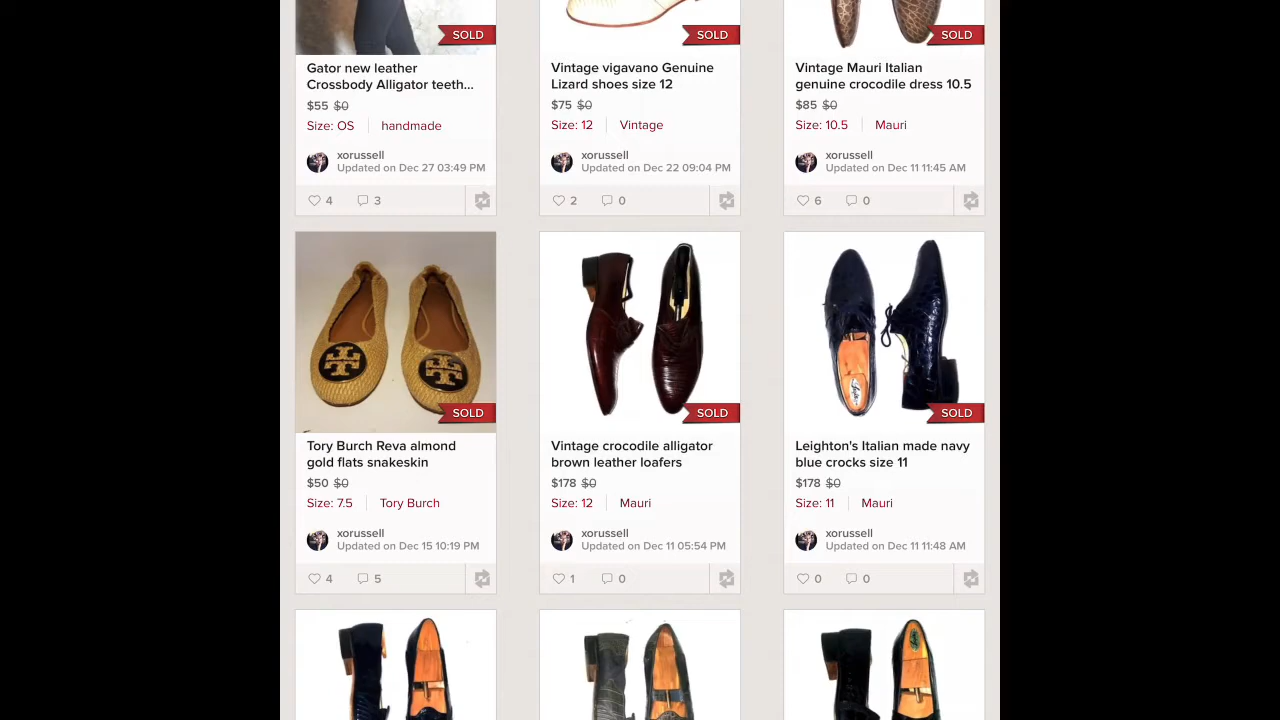 SOLD
SOLD
SOLD
Gator new leather
Crossbody Alligator teeth...
$55 $0
Size: OS handmade
xorussell
Updated on Dec 27 03:49 PM
4 3
Vintage vigavano Genuine
Lizard shoes size 12
$75 $0
Size: 12 Vintage
xorussell
Updated on Dec 22 09:04 PM
2 0
Vintage Mauri Italian
genuine crocodile dress 10.5
$85 $0
Size: 10.5 Mauri
xorussell
Updated on Dec 11 11:45 AM
6 0
SOLD
SOLD
SOLD
Tory Burch Reva almond
gold flats snakeskin
$50 $0
Size: 7.5 Tory Burch
xorussell
Updated on Dec 15 10:19 PM
4 5
Vintage crocodile alligator
brown leather loafers
$178 $0
Size: 12 Mauri
xorussell
Updated on Dec 11 05:54 PM
1 0
Leighton's Italian made navy
blue crocks size 11
$178 $0
Size: 11 Mauri
xorussell
Updated on Dec 11 11:48 AM
0 0